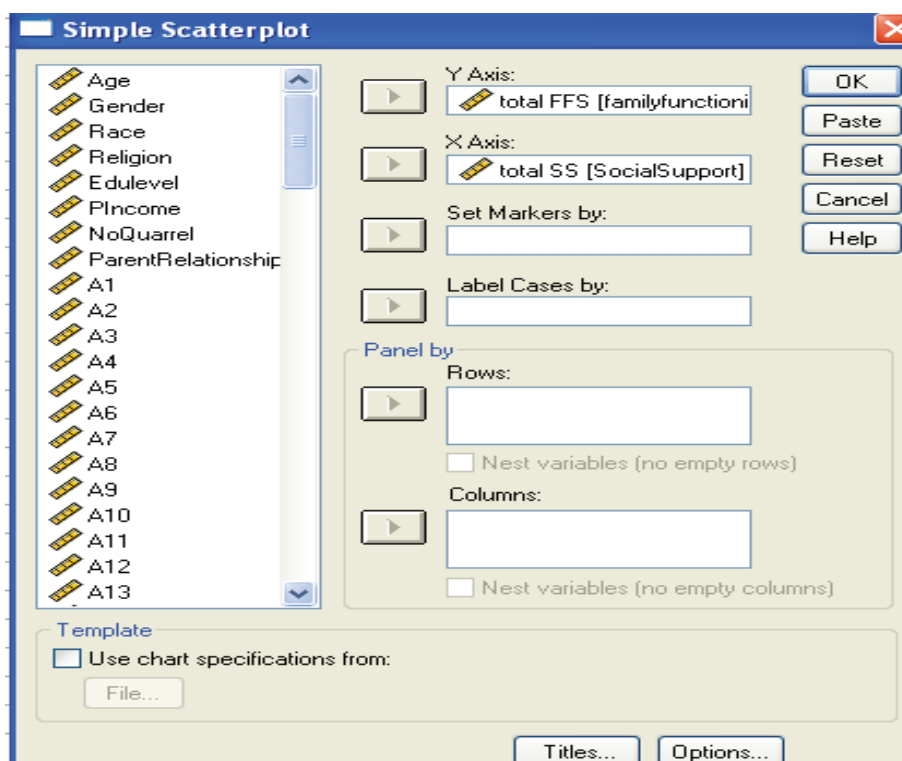 Simple Scatterplot
Age
Gender
Race
Religion
Edulevel
PIncome
NoQuarrel
ParentRelationship
A1
A2
A3
A4
A5
A6
A7
A8
A9
A10
A11
A12
A13
Y Axis:
total FFS [familyfunctioni
X Axis:
total SS [SocialSupport]
Set Markers by:
Label Cases by:
Panel by
Rows:
Nest variables (no empty rows)
Columns:
Nest variables (no empty columns)
OK
Paste
Reset
Cancel
Help
Template
Use chart specifications from:
File...
Titles...
Options...